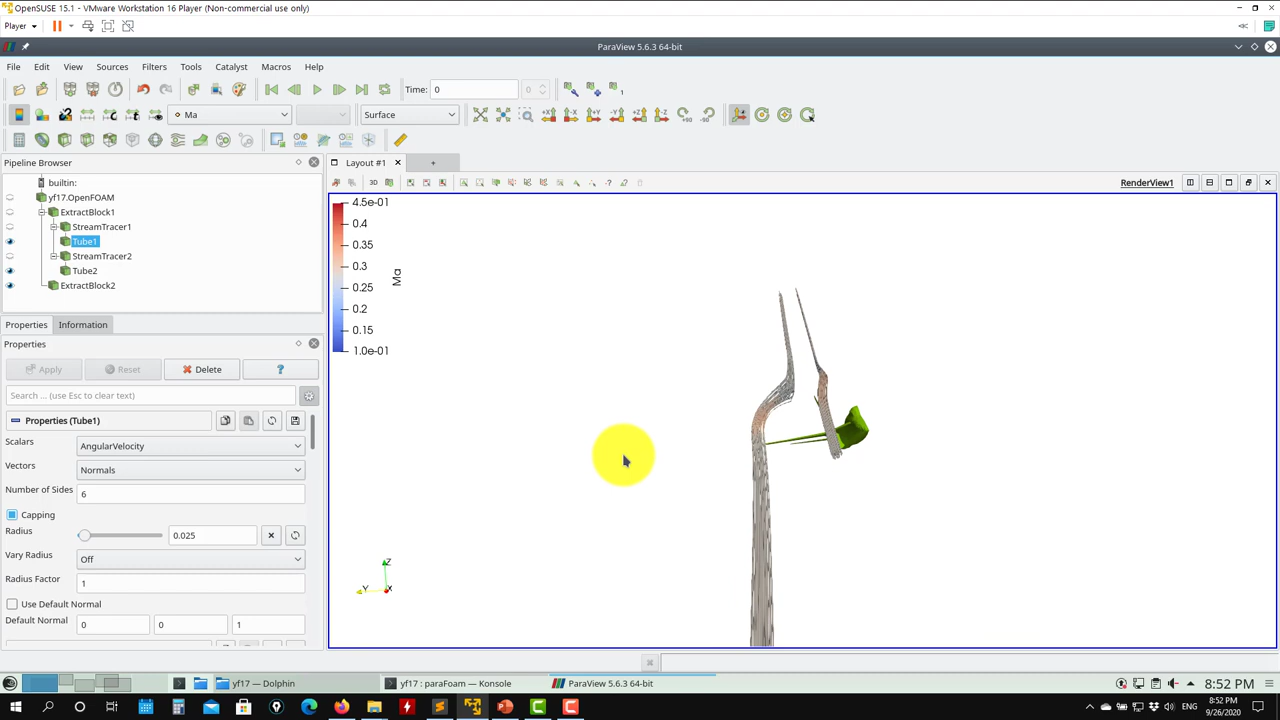 OpenSUSE 15.1 - VMware Workstation 16 Player (Non-commercial use only)
Player
ParaView 5.6.3 64-bit
File Edit View Sources Filters Tools Catalyst Macros Help
Time: 0 0
Ma Surface
Pipeline Browser
Layout #1
builtin:
yf17.OpenFOAM
ExtractBlock1
StreamTracer1
Tube1
StreamTracer2
Tube2
ExtractBlock2
3D
RenderView1
4.5e-01
0.4
0.35
0.3
0.25
0.2
0.15
1.0e-01
Ma
Z
Y
X
Properties Information
Properties
Apply Reset Delete ?
Search ... (use Esc to clear text)
Properties (Tube1)
Scalars AngularVelocity
Vectors Normals
Number of Sides 6
Capping
Radius 0.025
Vary Radius Off
Radius Factor 1
Use Default Normal
Default Normal 0 0 1
yf17 — Dolphin
yf17 : paraFoam — Konsole
ParaView 5.6.3 64-bit
8:52 PM
8:52 PM
9/26/2020